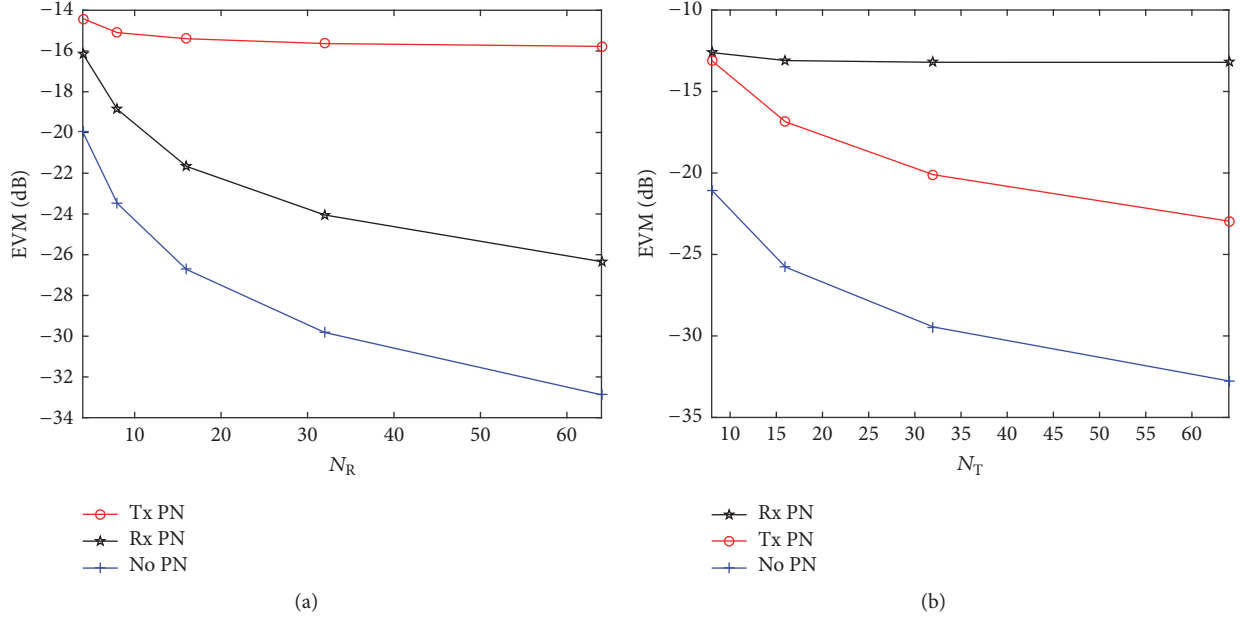 −14
−16
−18
−20
−22
−24
−26
−28
−30
−32
−34
EVM (dB)
10 20 30 40 50 60
N_R
Tx PN
Rx PN
No PN
(a)
−10
−15
−20
−25
−30
−35
EVM (dB)
10 15 20 25 30 35 40 45 50 55 60
N_T
Rx PN
Tx PN
No PN
(b)